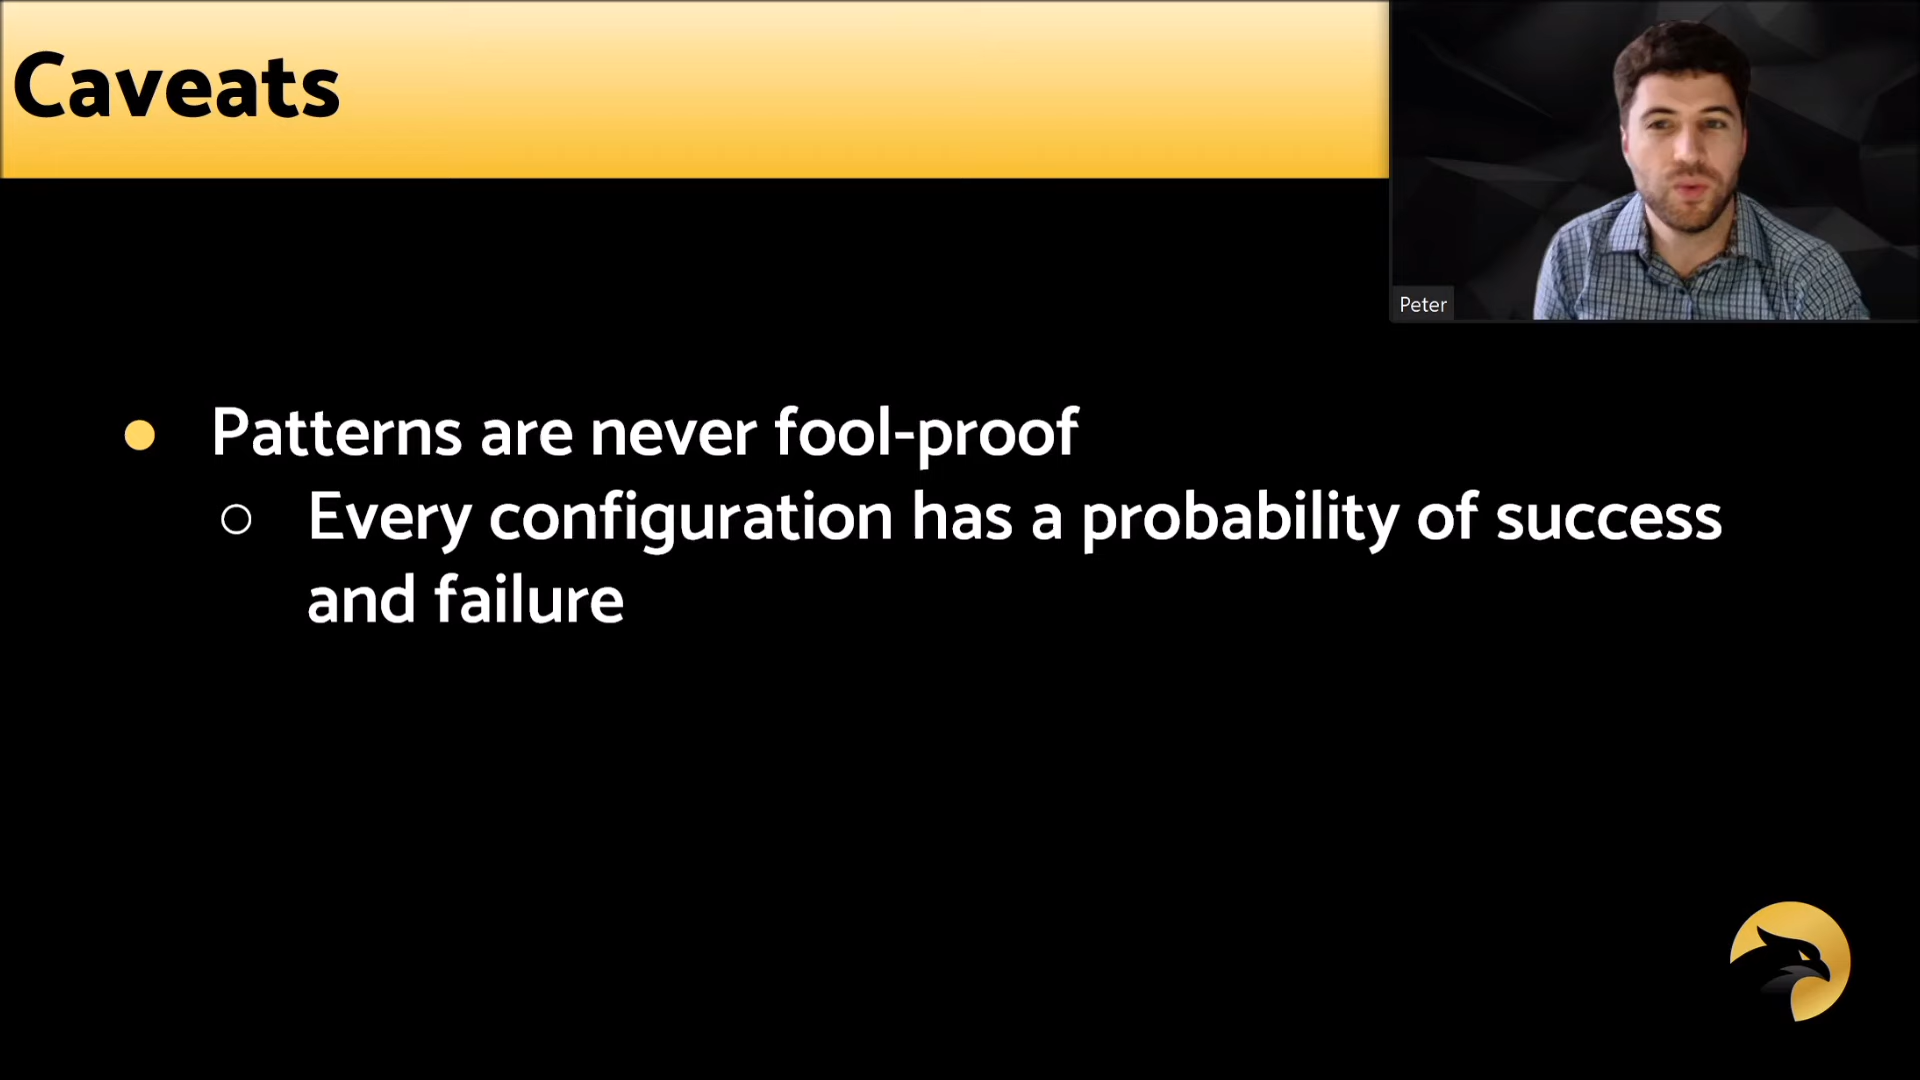 Caveats
Peter
Patterns are never fool-proof
Every configuration has a probability of success
and failure